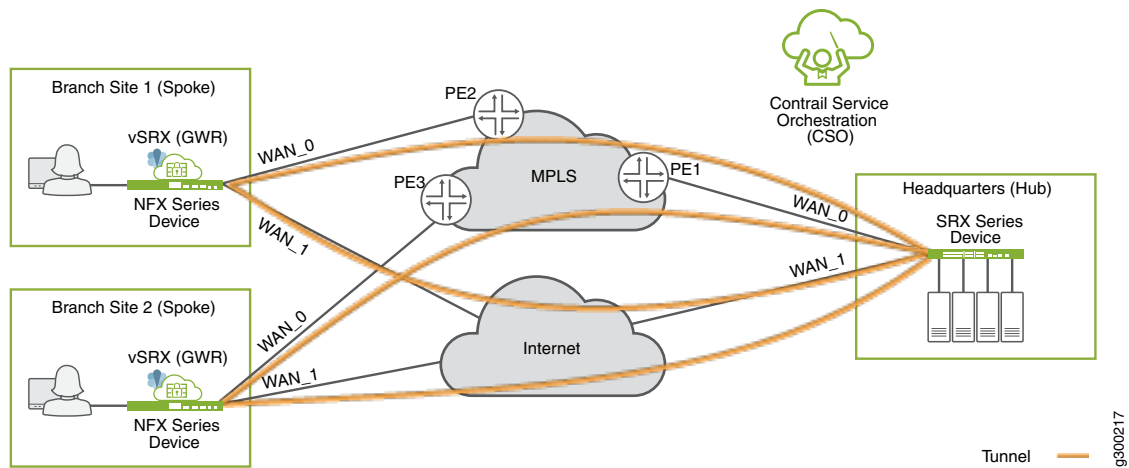 Branch Site 1 (Spoke)
vSRX (GWR)
NFX Series
Device
WAN_0
WAN_1
PE2
PE3
MPLS
PE1
Contrail Service
Orchestration
(CSO)
Headquarters (Hub)
SRX Series
Device
WAN_0
WAN_1
Branch Site 2 (Spoke)
vSRX (GWR)
NFX Series
Device
WAN_0
WAN_1
Internet
Tunnel
g300217